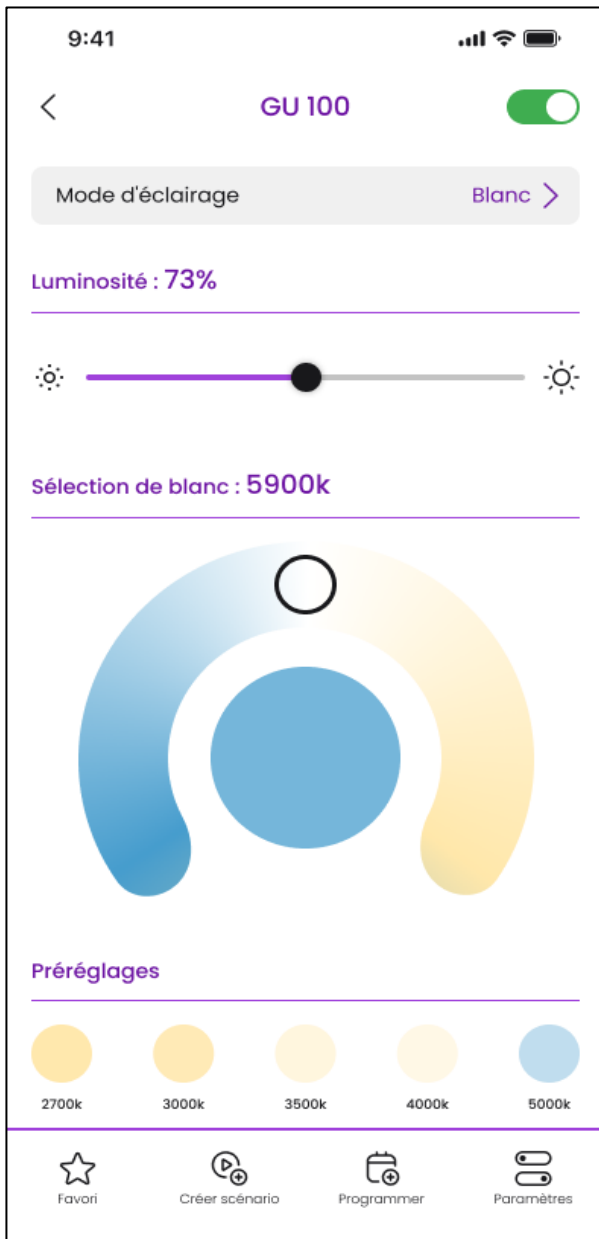 9:41
GU 100
Mode d'éclairage Blanc
Luminosité : 73%
Sélection de blanc : 5900k
Préréglages
2700k 3000k 3500k 4000k 5000k
Favori Créer scénario Programmer Paramètres